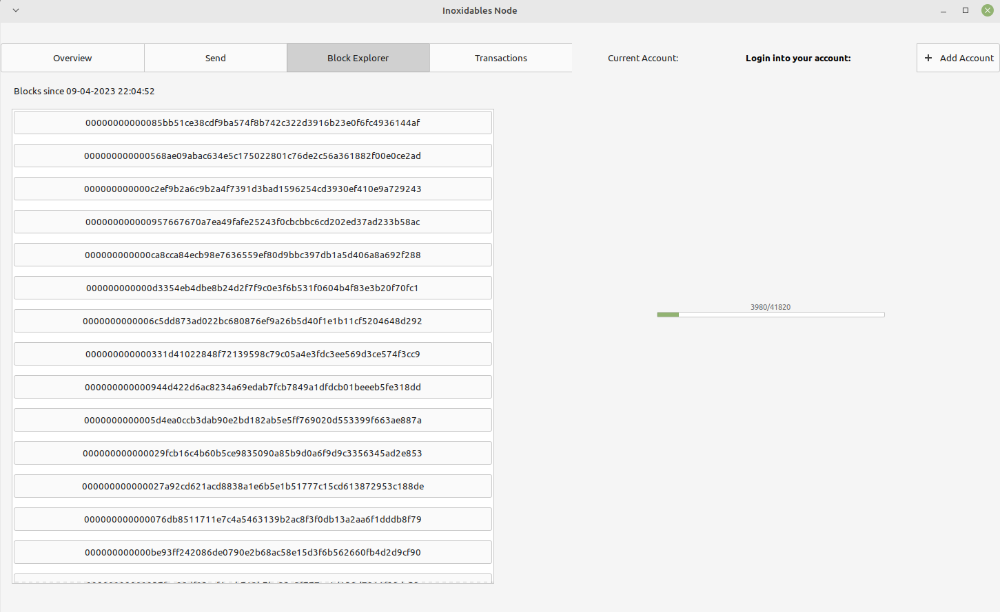 Inoxidables Node
Overview
Send
Block Explorer
Transactions
Current Account:
Login into your account:
+ Add Account
Blocks since 09-04-2023 22:04:52
00000000000085bb51ce38cdf9ba574f8b742c322d3916b23e0f6fc4936144af
000000000000568ae09abac634e5c175022801c76de2c56a361882f00e0ce2ad
000000000000c2ef9b2a6c9b2a4f7391d3bad1596254cd3930ef410e9a729243
000000000000957667670a7ea49fafe25243f0cbcbbc6cd202ed37ad233b58ac
000000000000ca8cca84ecb98e7636559ef80d9bbc397db1a5d406a8a692f288
000000000000d3354eb4dbe8b24d2f7f9c0e3f6b531f0604b4f83e3b20f70fc1
0000000000006c5dd873ad022bc680876ef9a26b5d40f1e1b11cf5204648d292
000000000000331d41022848f72139598c79c05a4e3fdc3ee569d3ce574f3cc9
000000000000944d422d6ac8234a69edab7fcb7849a1dfdcb01beeeb5fe318dd
0000000000005d4ea0ccb3dab90e2bd182ab5e5ff769020d553399f663ae887a
000000000000029fcb16c4b60b5ce9835090a85b9d0a6f9d9c3356345ad2e853
000000000000027a92cd621acd8838a1e6b5e1b51777c15cd613872953c188de
000000000000076db8511711e7c4a5463139b2ac8f3f0db13a2aa6f1dddb8f79
000000000000be93ff242086de0790e2b68ac58e15d3f6b562660fb4d2d9cf90
3980/41820